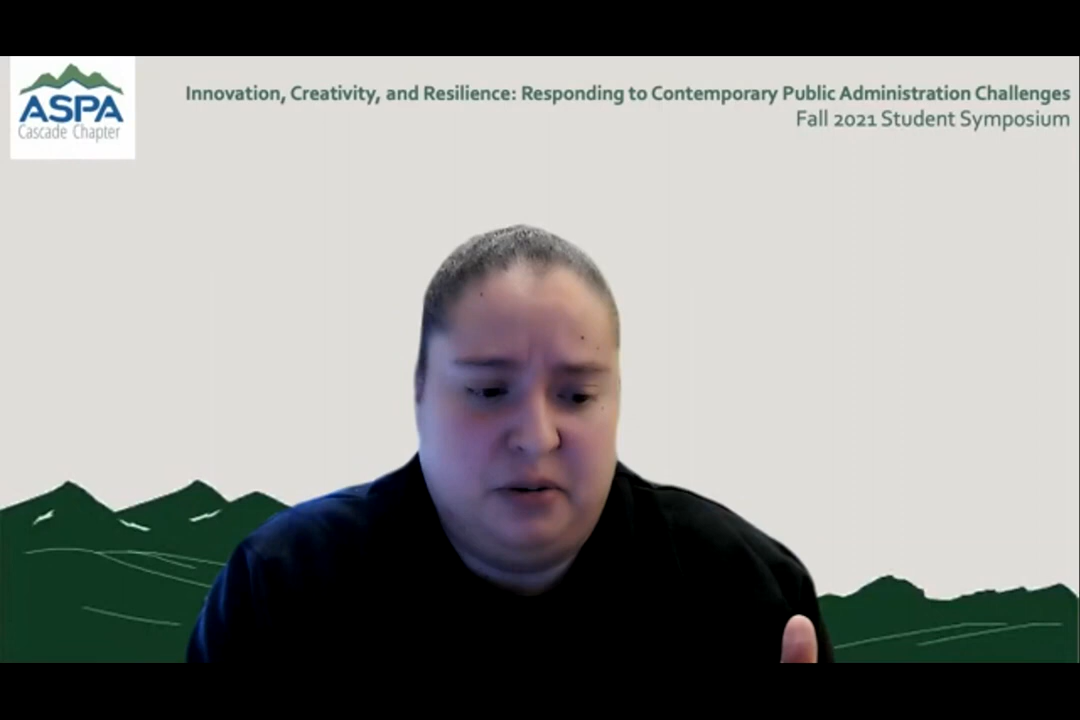 ASPA
Cascade Chapter
Innovation, Creativity, and Resilience: Responding to Contemporary Public Administration Challenges
Fall 2021 Student Symposium